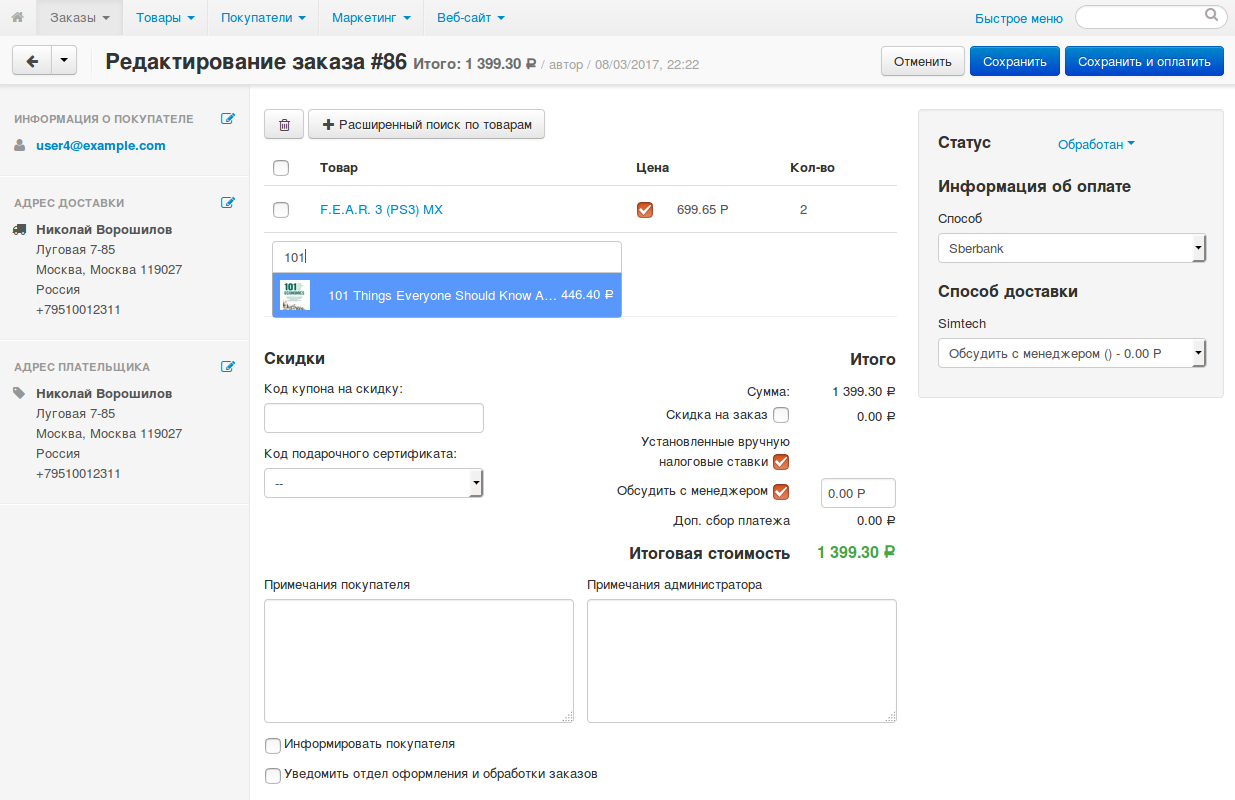 Заказы
Товары
Покупатели
Маркетинг
Веб-сайт
Быстрое меню
Редактирование заказа #86 Итого: 1 399.30 ₽ / автор / 08/03/2017, 22:22
Отменить
Сохранить
Сохранить и оплатить
ИНФОРМАЦИЯ О ПОКУПАТЕЛЕ
user4@example.com
АДРЕС ДОСТАВКИ
Николай Ворошилов
Луговая 7-85
Москва, Москва 119027
Россия
+79510012311
АДРЕС ПЛАТЕЛЬЩИКА
Николай Ворошилов
Луговая 7-85
Москва, Москва 119027
Россия
+79510012311
Расширенный поиск по товарам
Товар Цена Кол-во
F.E.A.R. 3 (PS3) MX 699.65 Р 2
101
101 Things Everyone Should Know A... 446.40 ₽
Скидки
Код купона на скидку:
Код подарочного сертификата:
--
Итого
Сумма: 1 399.30 ₽
Скидка на заказ 0.00 ₽
Установленные вручную
налоговые ставки
Обсудить с менеджером 0.00 Р
Доп. сбор платежа 0.00 ₽
Итоговая стоимость 1 399.30 ₽
Примечания покупателя
Примечания администратора
Информировать покупателя
Уведомить отдел оформления и обработки заказов
Статус Обработан
Информация об оплате
Способ
Sberbank
Способ доставки
Simtech
Обсудить с менеджером () - 0.00 Р